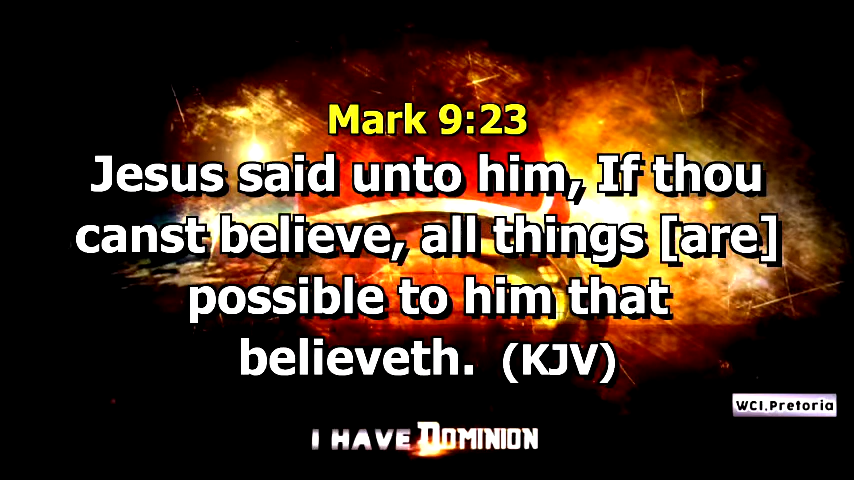 Mark 9:23
Jesus said unto him, If thou
canst believe, all things [are]
possible to him that
believeth. (KJV)
WCI.Pretoria
I HAVE DOMINION